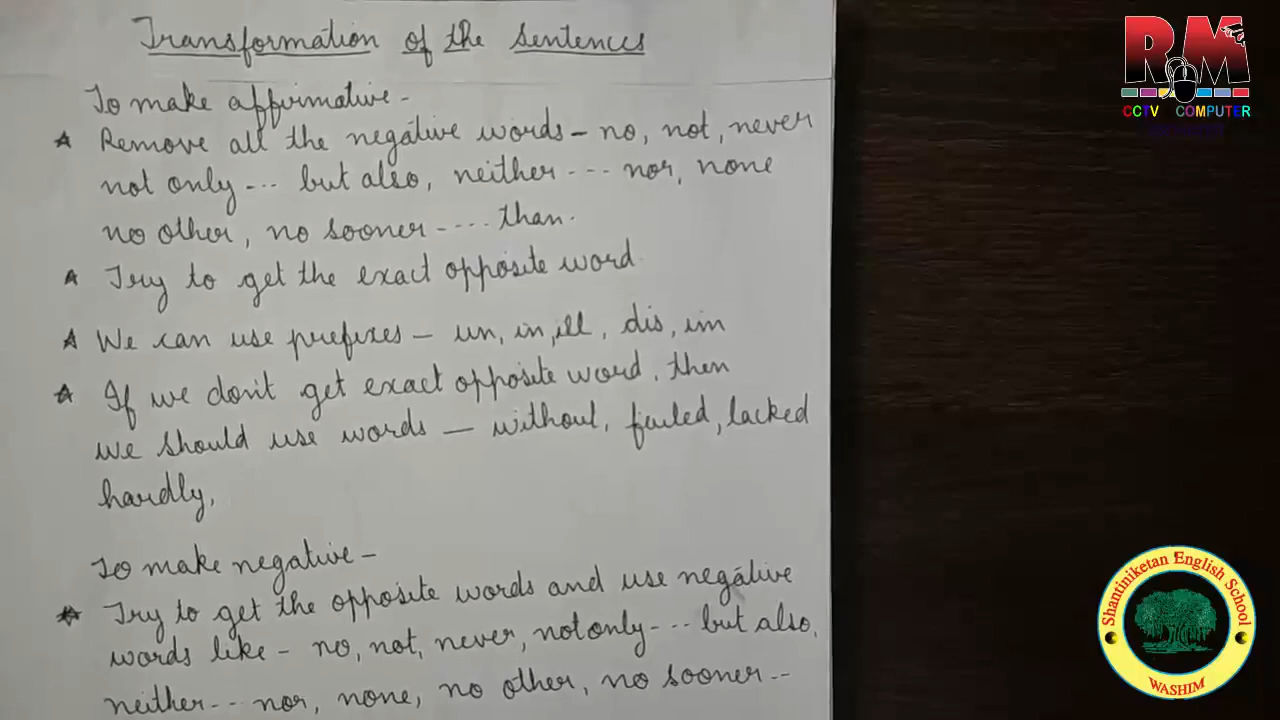 Transformation of the Sentences
To make affirmative -
★ Remove all the negative words - no, not, never
not only --- but also, neither --- nor, none
no other, no sooner ---- than.
★ Try to get the exact opposite word
★ We can use prefixes - un, in, ill, dis, im
★ If we don't get exact opposite word, then
we should use words — without, failed, lacked
hardly,
To make negative -
★ Try to get the opposite words and use negative
words like - no, not, never, not only --- but also,
neither --- nor, none, no other, no sooner --
RM
CCTV COMPUTER
Shantiniketan English School
WASHIM